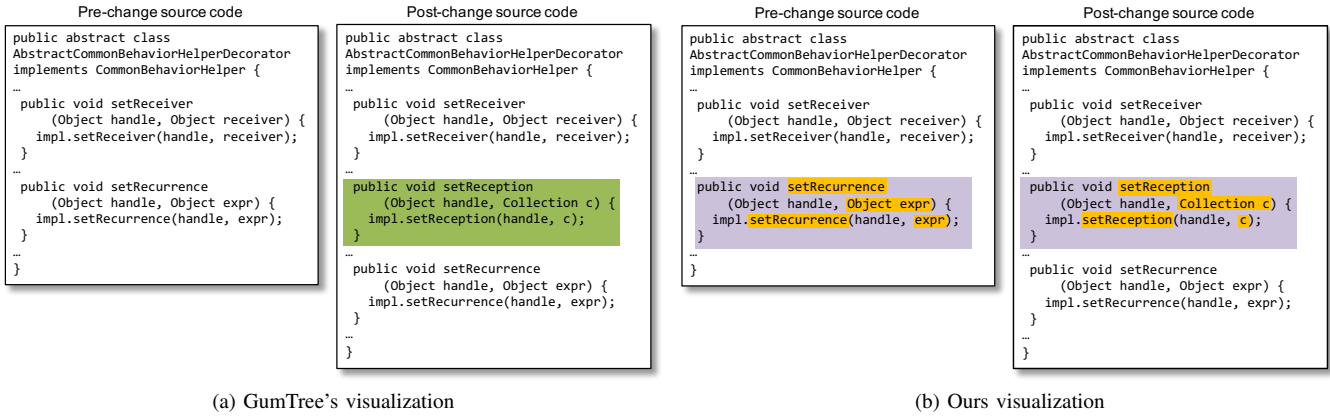 Pre-change source code
public abstract class
AbstractCommonBehaviorHelperDecorator
implements CommonBehaviorHelper {
…
public void setReceiver
(Object handle, Object receiver) {
impl.setReceiver(handle, receiver);
}
…
public void setRecurrence
(Object handle, Object expr) {
impl.setRecurrence(handle, expr);
}
…
}
Post-change source code
public abstract class
AbstractCommonBehaviorHelperDecorator
implements CommonBehaviorHelper {
…
public void setReceiver
(Object handle, Object receiver) {
impl.setReceiver(handle, receiver);
}
…
public void setReception
(Object handle, Collection c) {
impl.setReception(handle, c);
}
…
public void setRecurrence
(Object handle, Object expr) {
impl.setRecurrence(handle, expr);
}
…
}
(a) GumTree's visualization
Pre-change source code
public abstract class
AbstractCommonBehaviorHelperDecorator
implements CommonBehaviorHelper {
…
public void setReceiver
(Object handle, Object receiver) {
impl.setReceiver(handle, receiver);
}
…
public void setRecurrence
(Object handle, Object expr) {
impl.setRecurrence(handle, expr);
}
…
}
Post-change source code
public abstract class
AbstractCommonBehaviorHelperDecorator
implements CommonBehaviorHelper {
…
public void setReceiver
(Object handle, Object receiver) {
impl.setReceiver(handle, receiver);
}
…
public void setReception
(Object handle, Collection c) {
impl.setReception(handle, c);
}
…
public void setRecurrence
(Object handle, Object expr) {
impl.setRecurrence(handle, expr);
}
…
}
(b) Ours visualization